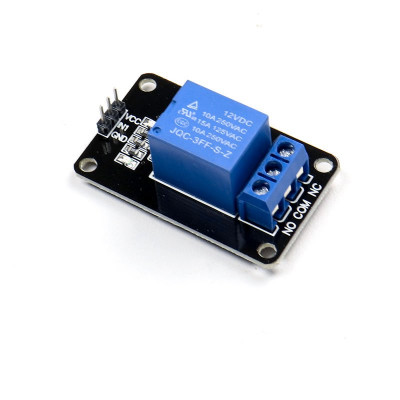 VCC
IN1
GND
12VDC
10A 250VAC
15A 125VAC
10A 250VAC
JQC-3FF-S-Z
NO COM NC